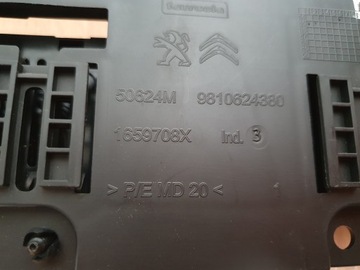 50624M 9810624380
1659708X Ind. 3
> P/E MD 20 <